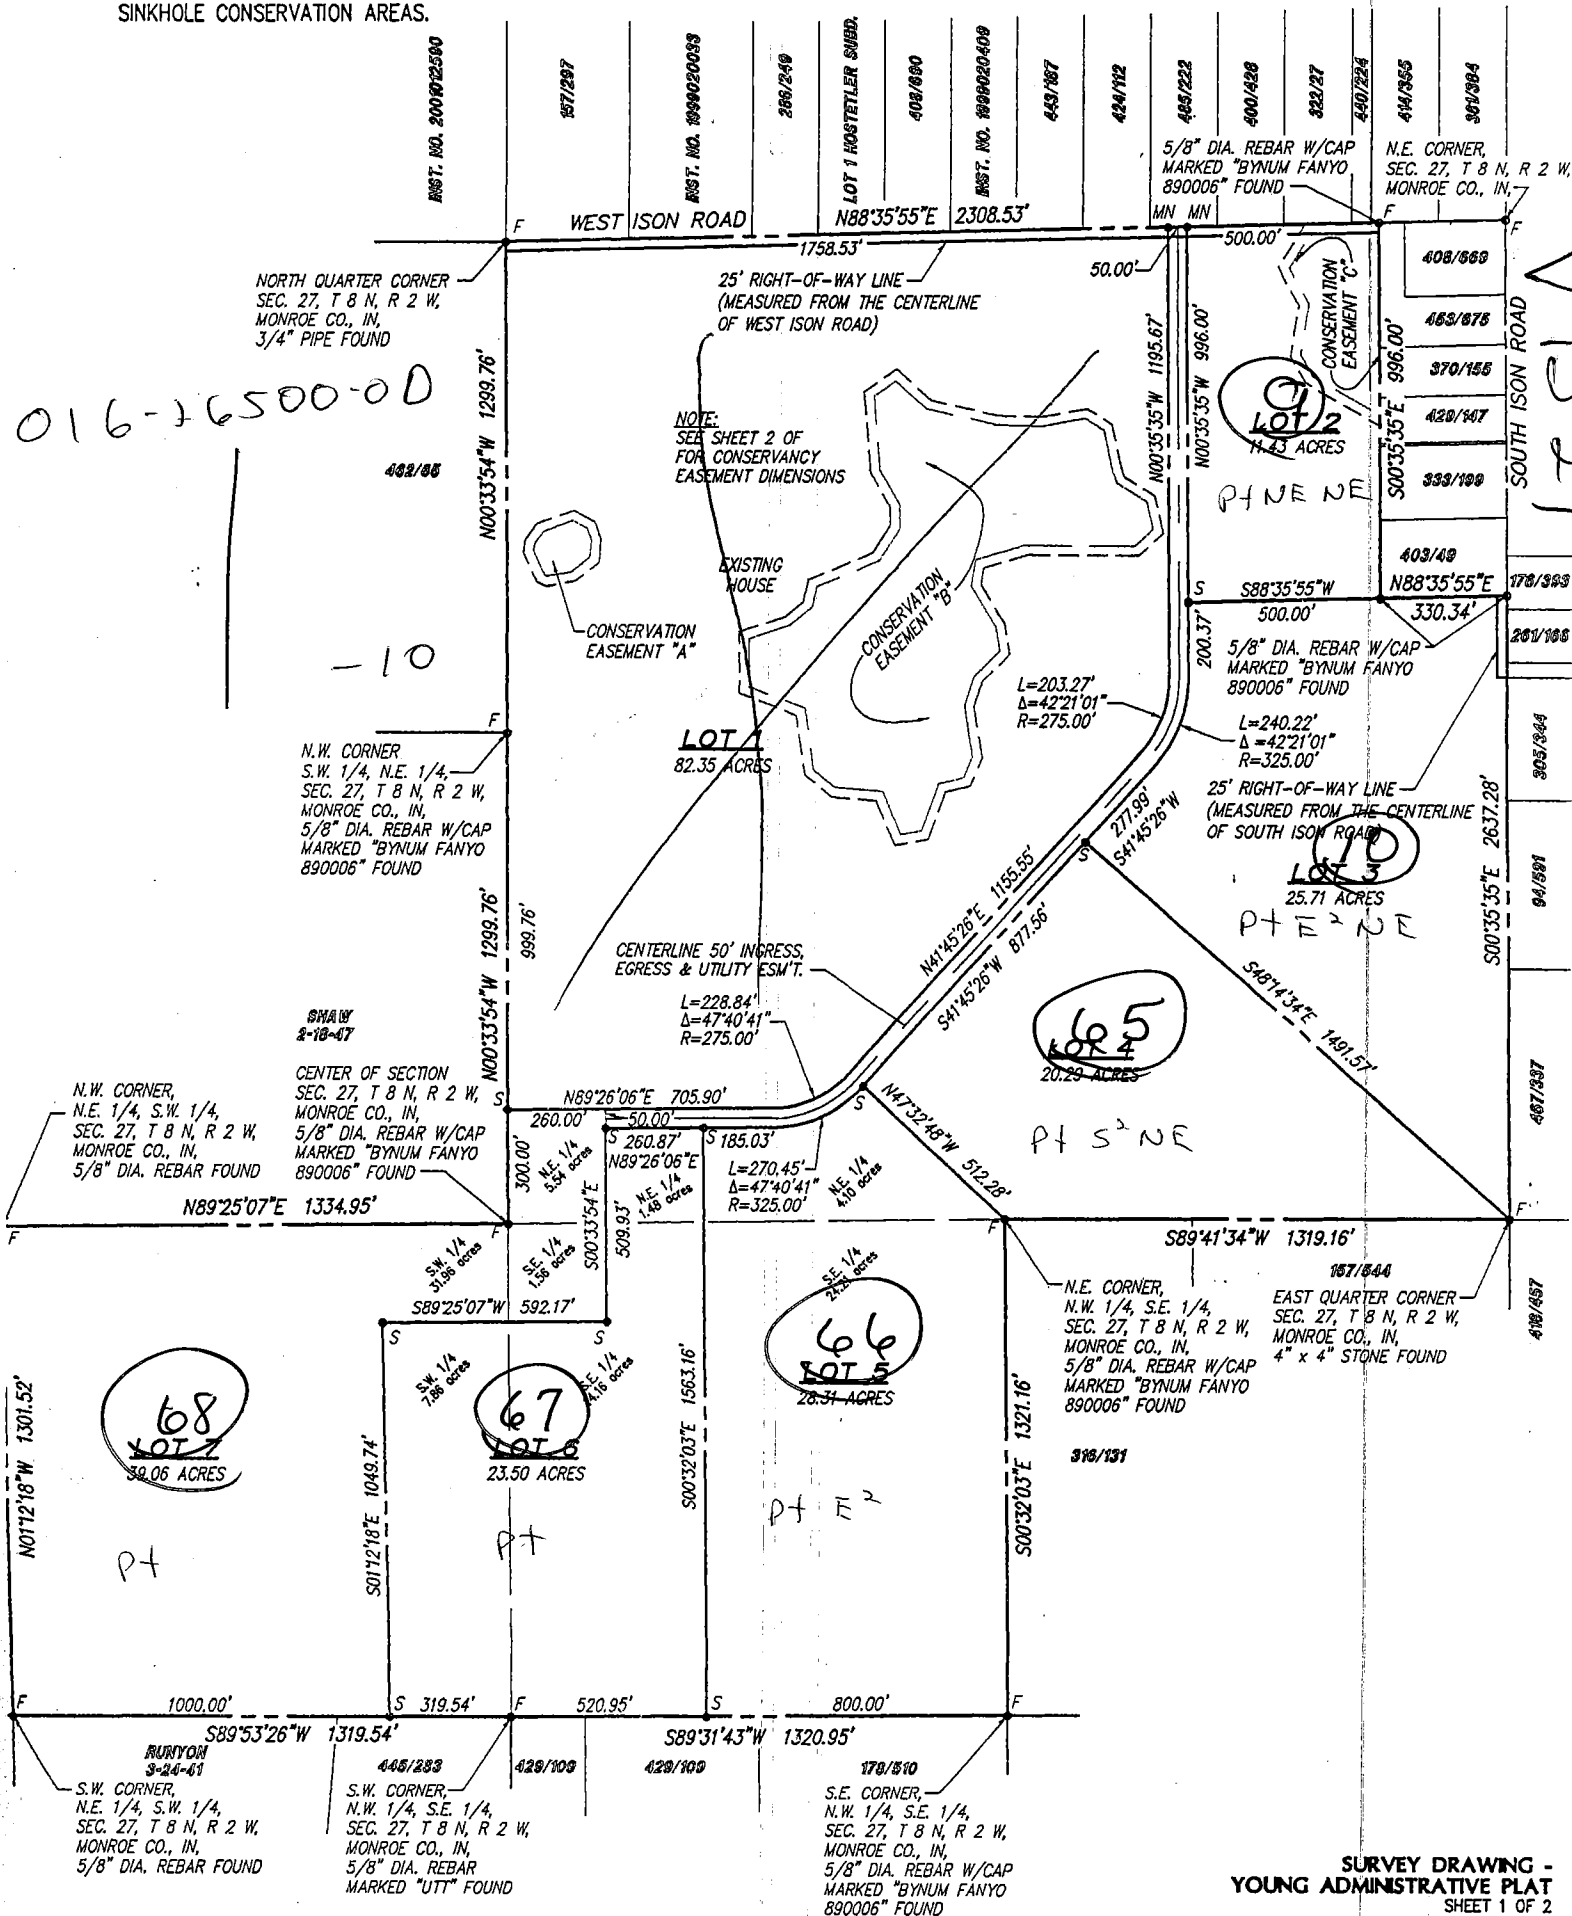 SINKHOLE CONSERVATION AREAS.
INST. NO. 2001012590
157/297
INST. NO. 1999020033
286/249
LOT 1 HOSTETLER SUBD.
408/690
INST. NO. 1999020409
443/187
424/112
485/222
400/428
322/27
440/224
414/355
361/384
5/8" DIA. REBAR W/CAP
MARKED "BYNUM FANYO
890006" FOUND
N.E. CORNER,
SEC. 27, T 8 N, R 2 W,
MONROE CO., IN,
F
WEST ISON ROAD
N88°35'55"E 2308.53'
MN MN
F
F
1758.53'
50.00'
500.00'
NORTH QUARTER CORNER
SEC. 27, T 8 N, R 2 W,
MONROE CO., IN,
3/4" PIPE FOUND
25' RIGHT-OF-WAY LINE
(MEASURED FROM THE CENTERLINE
OF WEST ISON ROAD)
CONSERVATION
EASEMENT "C"
408/669
453/675
370/155
429/147
333/199
403/49
SOUTH ISON ROAD
016-16500-00
462/85
N00°33'54"W 1299.76'
NOTE:
SEE SHEET 2 OF
FOR CONSERVANCY
EASEMENT DIMENSIONS
N00°35'35"W 1195.67'
N00°35'35"W 996.00'
9
LOT 2
11.43 ACRES
Pt NE NE
S00°35'35"E 996.00'
EXISTING
HOUSE
CONSERVATION
EASEMENT "A"
CONSERVATION
EASEMENT "B"
S
S88°35'55"W
500.00'
N88°35'55"E
330.34'
176/393
261/166
-10
200.37'
5/8" DIA. REBAR W/CAP
MARKED "BYNUM FANYO
890006" FOUND
L=203.27'
Δ=42°21'01"
R=275.00'
L=240.22'
Δ=42°21'01"
R=325.00'
F
LOT 1
82.35 ACRES
N.W. CORNER
S.W. 1/4, N.E. 1/4,
SEC. 27, T 8 N, R 2 W,
MONROE CO., IN,
5/8" DIA. REBAR W/CAP
MARKED "BYNUM FANYO
890006" FOUND
25' RIGHT-OF-WAY LINE
(MEASURED FROM THE CENTERLINE
OF SOUTH ISON ROAD)
305/344
S00°35'35"E 2637.28'
277.99'
S41°45'26"W
S
10
LOT 3
25.71 ACRES
Pt E² NE
94/591
N00°33'54"W 1299.76'
999.76'
N41°45'26"E 1155.55'
S41°45'26"W 877.56'
CENTERLINE 50' INGRESS,
EGRESS & UTILITY ESM'T.
L=228.84'
Δ=47°40'41"
R=275.00'
S48°14'34"E 1491.57'
SHAW
2-18-47
65
LOT 4
20.29 ACRES
Pt S² NE
467/337
N.W. CORNER,
N.E. 1/4, S.W. 1/4,
SEC. 27, T 8 N, R 2 W,
MONROE CO., IN,
5/8" DIA. REBAR FOUND
CENTER OF SECTION
SEC. 27, T 8 N, R 2 W,
MONROE CO., IN,
5/8" DIA. REBAR W/CAP
MARKED "BYNUM FANYO
890006" FOUND
S
N89°26'06"E 705.90'
260.00'
50.00'
S
260.87'
N89°26'06"E
S
185.03'
S
N47°32'48"W 512.28'
300.00'
N.E. 1/4
5.54 acres
N.E. 1/4
1.48 acres
L=270.45'
Δ=47°40'41"
R=325.00'
N.E. 1/4
4.10 acres
N89°25'07"E 1334.95'
F
F
S00°33'54"E
509.93'
F
S89°41'34"W 1319.16'
F
S.W. 1/4
31.96 acres
S.E. 1/4
1.56 acres
S.E. 1/4
24.21 acres
N.E. CORNER,
N.W. 1/4, S.E. 1/4,
SEC. 27, T 8 N, R 2 W,
MONROE CO., IN,
5/8" DIA. REBAR W/CAP
MARKED "BYNUM FANYO
890006" FOUND
157/544
EAST QUARTER CORNER
SEC. 27, T 8 N, R 2 W,
MONROE CO., IN,
4" x 4" STONE FOUND
S89°25'07"W 592.17'
S
S
S.W. 1/4
7.86 acres
S.E. 1/4
14.16 acres
66
LOT 5
28.31 ACRES
Pt E²
67
LOT 6
23.50 ACRES
Pt
68
LOT 7
39.06 ACRES
Pt
N01°12'18"W 1301.52'
S01°12'18"E 1049.74'
S00°32'03"E 1563.16'
S00°32'03"E 1321.16'
316/131
F
1000.00'
S
319.54'
F
520.95'
S
800.00'
F
S89°53'26"W 1319.54'
S89°31'43"W 1320.95'
RUNYON
3-24-41
445/283
429/109
429/109
178/510
S.W. CORNER,
N.E. 1/4, S.W. 1/4,
SEC. 27, T 8 N, R 2 W,
MONROE CO., IN,
5/8" DIA. REBAR FOUND
S.W. CORNER,
N.W. 1/4, S.E. 1/4,
SEC. 27, T 8 N, R 2 W,
MONROE CO., IN,
5/8" DIA. REBAR
MARKED "UTT" FOUND
S.E. CORNER,
N.W. 1/4, S.E. 1/4,
SEC. 27, T 8 N, R 2 W,
MONROE CO., IN,
5/8" DIA. REBAR W/CAP
MARKED "BYNUM FANYO
890006" FOUND
SURVEY DRAWING -
YOUNG ADMINISTRATIVE PLAT
SHEET 1 OF 2